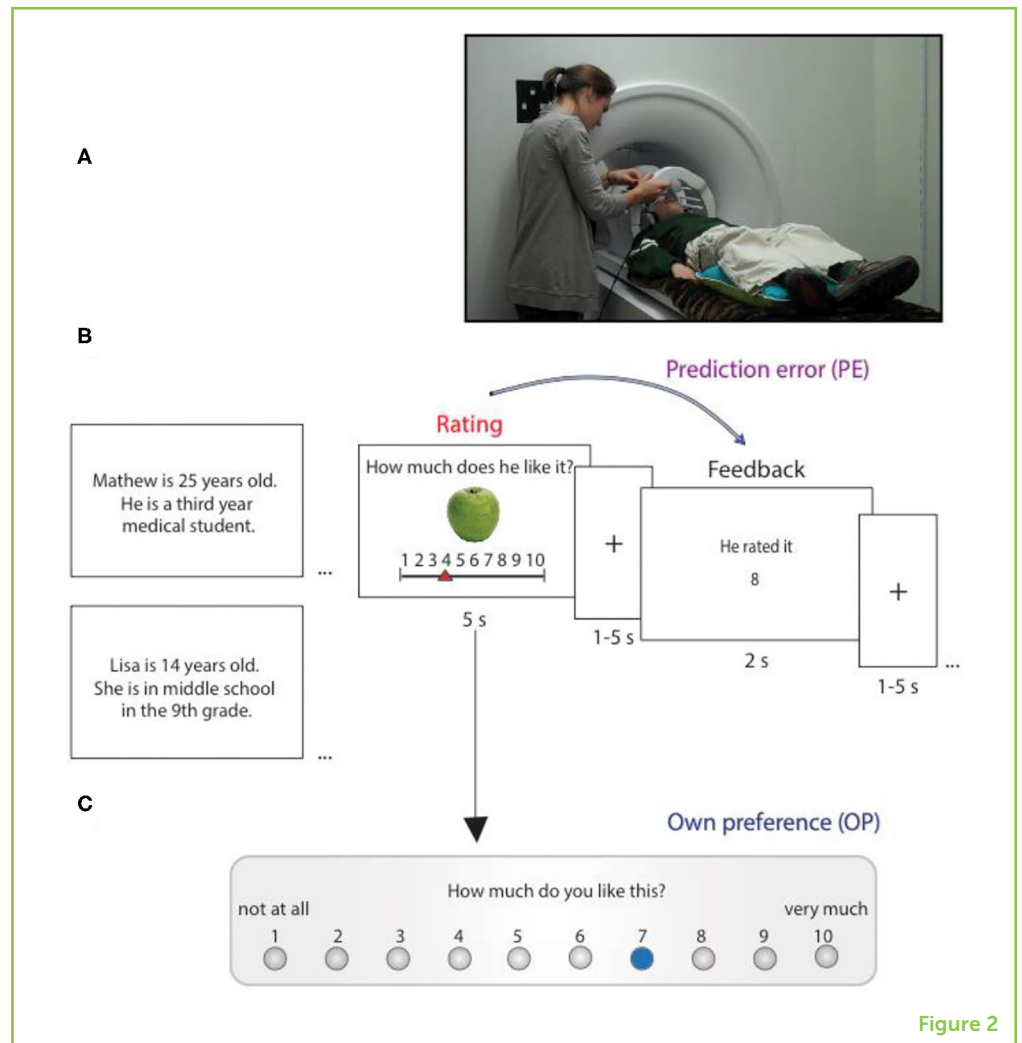 A
B
Prediction error (PE)
Rating
Feedback
Mathew is 25 years old.
He is a third year
medical student.
...
How much does he like it?
1 2 3 4 5 6 7 8 9 10
5 s
+
1-5 s
He rated it
8
2 s
+
1-5 s
...
Lisa is 14 years old.
She is in middle school
in the 9th grade.
...
C
Own preference (OP)
How much do you like this?
not at all
very much
1 2 3 4 5 6 7 8 9 10
Figure 2